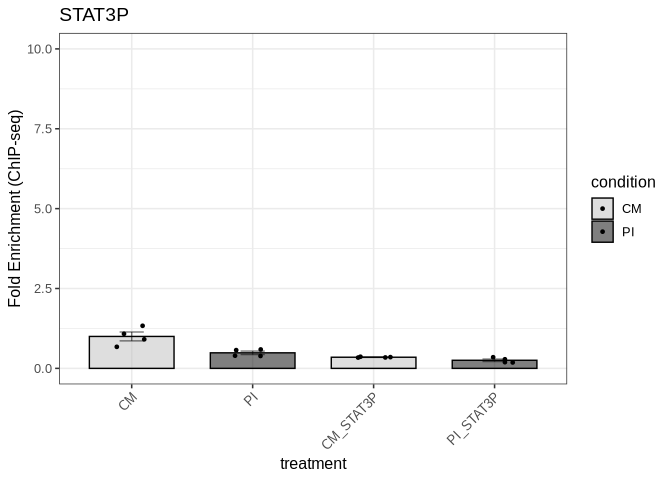 STAT3P
Fold Enrichment (ChIP-seq)
10.0
7.5
5.0
2.5
0.0
CM
PI
CM_STAT3P
PI_STAT3P
treatment
condition
CM
PI